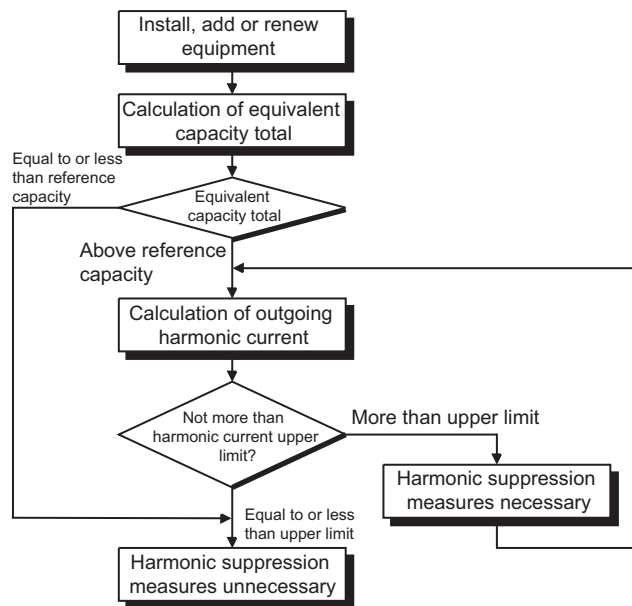 Install, add or renew
equipment
Calculation of equivalent
capacity total
Equal to or less
than reference
capacity
Equivalent
capacity total
Above reference
capacity
Calculation of outgoing
harmonic current
Not more than
harmonic current upper
limit?
More than upper limit
Harmonic suppression
measures necessary
Equal to or less
than upper limit
Harmonic suppression
measures unnecessary